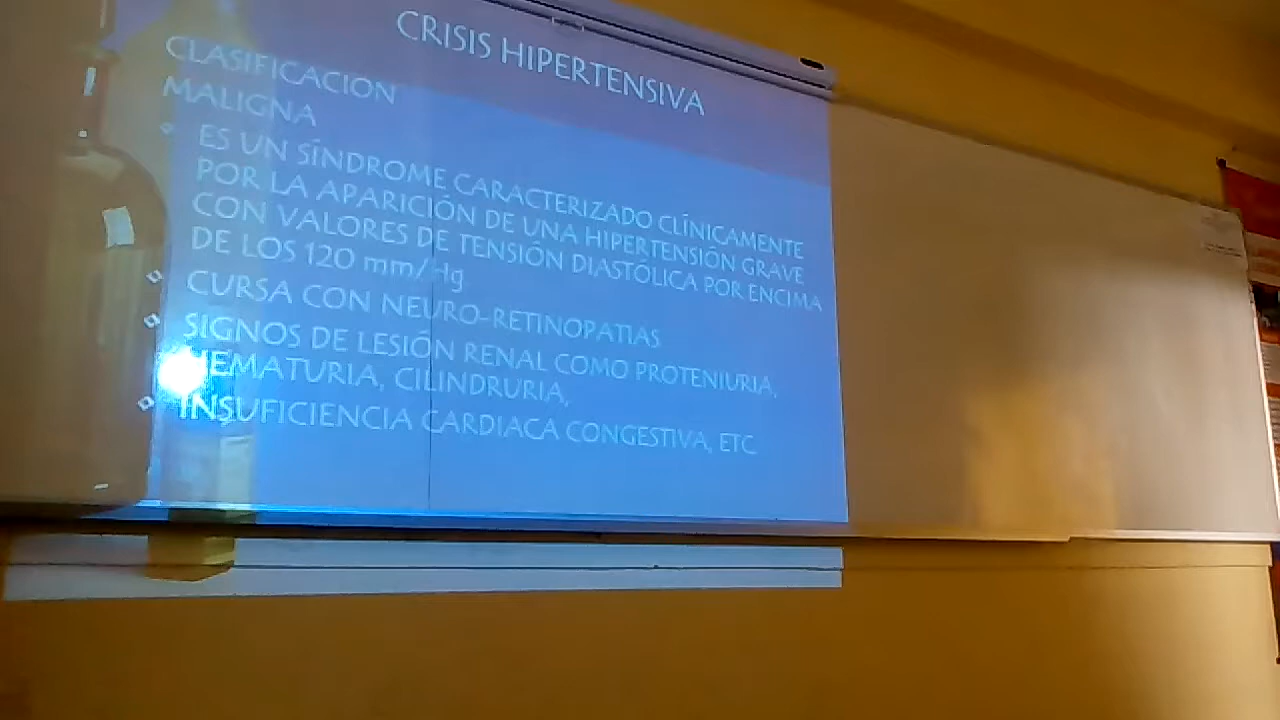 CRISIS HIPERTENSIVA
CLASIFICACION
MALIGNA
ES UN SÍNDROME CARACTERIZADO CLÍNICAMENTE
POR LA APARICIÓN DE UNA HIPERTENSIÓN GRAVE
CON VALORES DE TENSIÓN DIASTÓLICA POR ENCIMA
DE LOS 120 mm/Hg.
CURSA CON NEURO-RETINOPATIAS
SIGNOS DE LESIÓN RENAL COMO PROTENIURIA,
HEMATURIA, CILINDRURIA,
INSUFICIENCIA CARDIACA CONGESTIVA, ETC